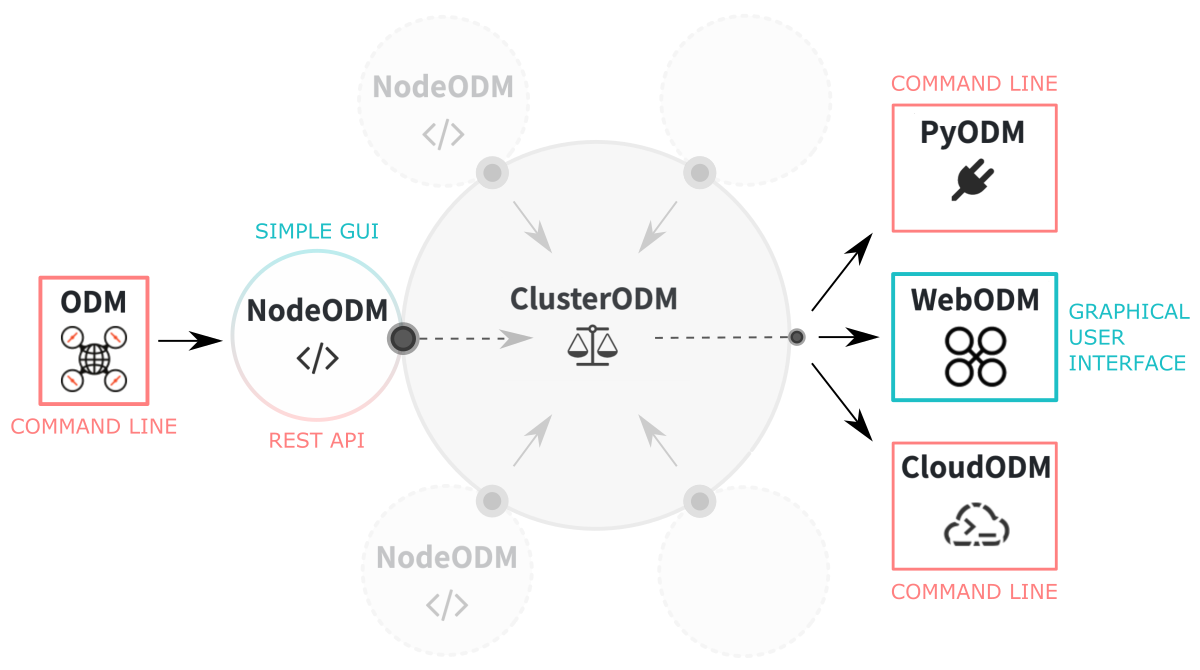 NodeODM
</>
COMMAND LINE
PyODM
SIMPLE GUI
ODM
COMMAND LINE
NodeODM
</>
REST API
ClusterODM
WebODM
GRAPHICAL
USER
INTERFACE
CloudODM
COMMAND LINE
NodeODM
</>